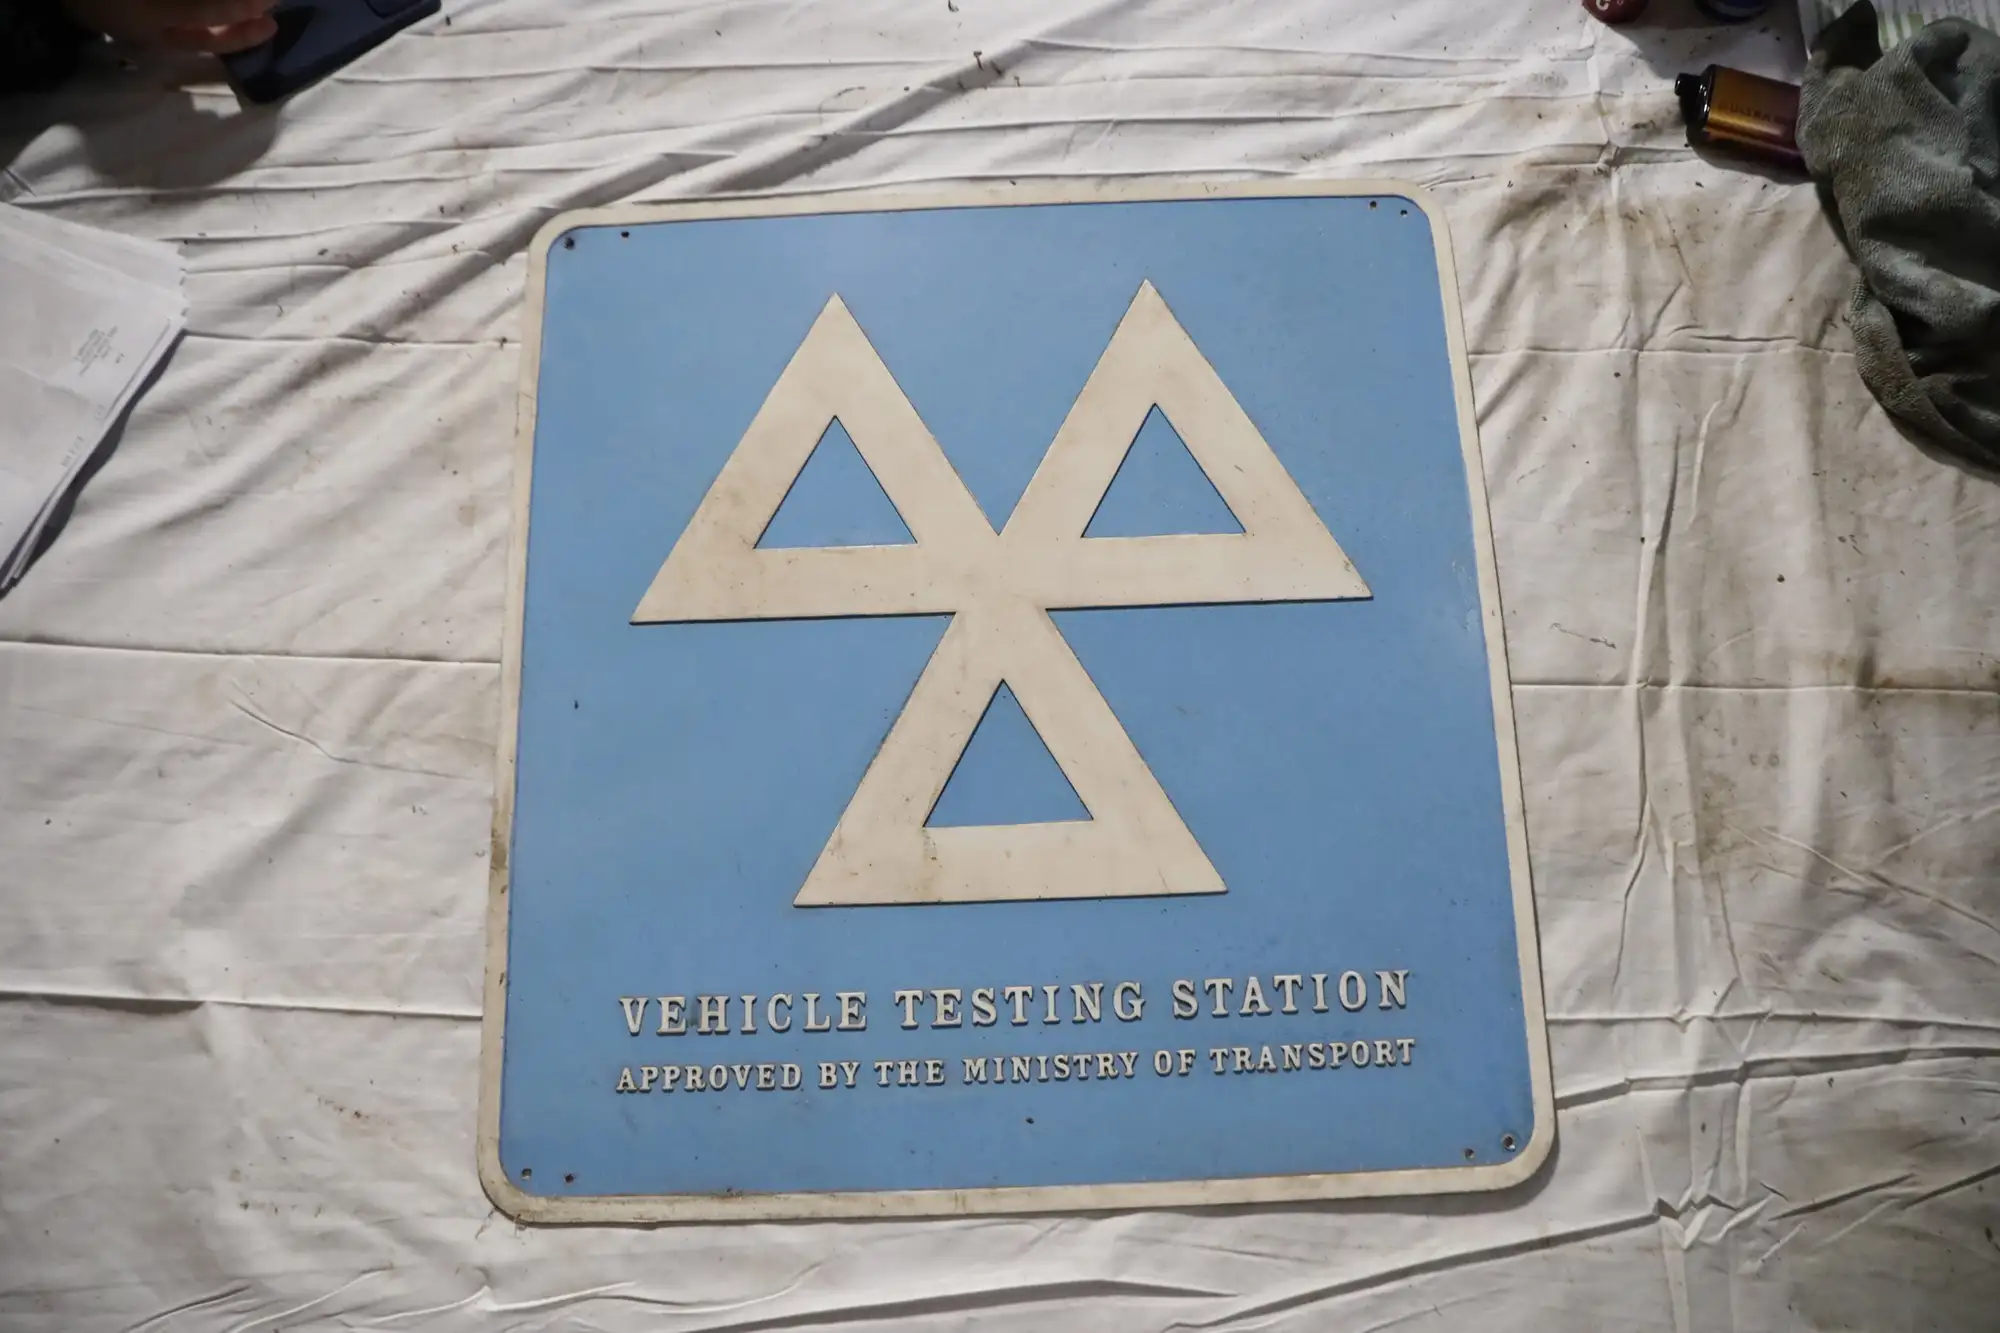 VEHICLE TESTING STATION
APPROVED BY THE MINISTRY OF TRANSPORT